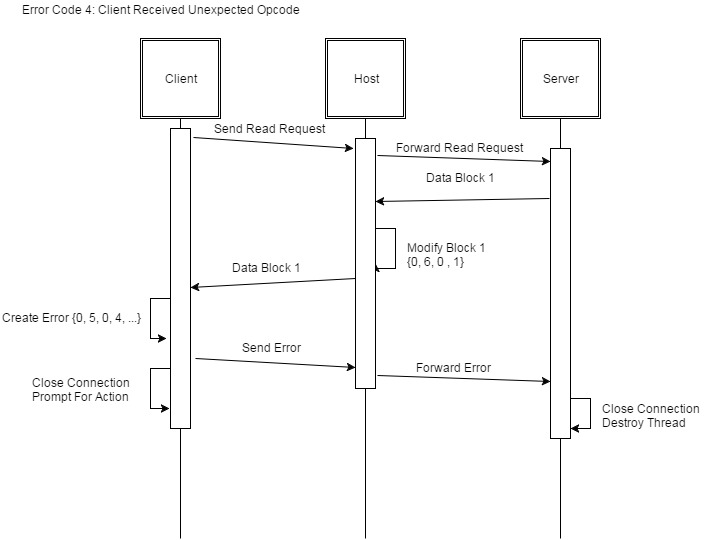 Error Code 4: Client Received Unexpected Opcode
Client
Host
Server
Send Read Request
Forward Read Request
Data Block 1
Modify Block 1
{0, 6, 0 , 1}
Data Block 1
Create Error {0, 5, 0, 4, ...}
Send Error
Forward Error
Close Connection
Prompt For Action
Close Connection
Destroy Thread